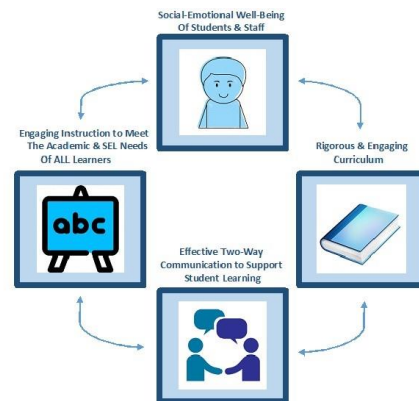 Social-Emotional Well-Being
Of Students & Staff
Engaging Instruction to Meet
The Academic & SEL Needs
Of ALL Learners
Rigorous & Engaging
Curriculum
abc
Effective Two-Way
Communication to Support
Student Learning